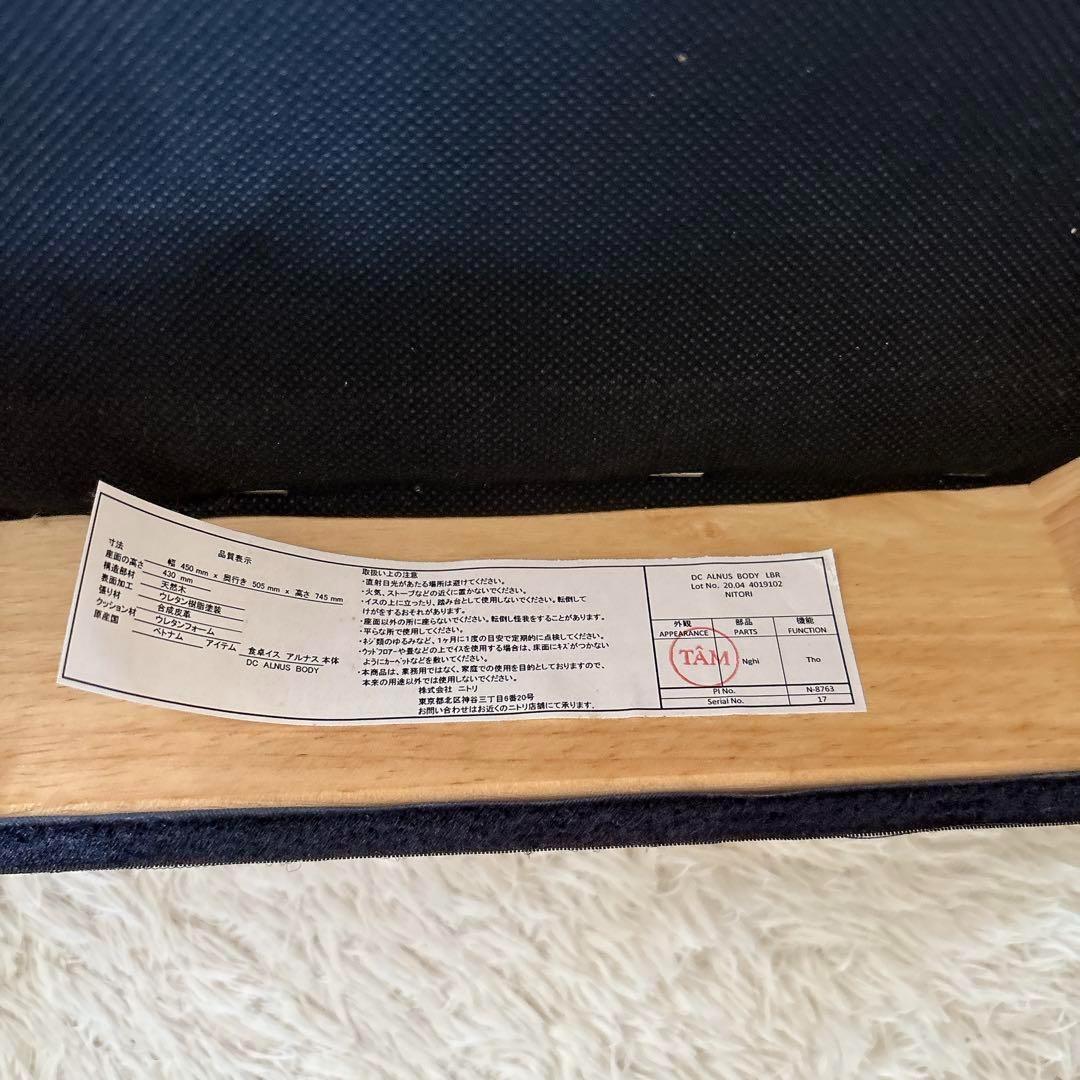 品質表示
寸法 幅 450 mm x 奥行き 505 mm x 高さ 745 mm
座面の高さ 430 mm
構造部材 天然木
表面加工 ウレタン樹脂塗装
張り材 合成皮革
クッション材 ウレタンフォーム
原産国 ベトナム アイテム 食卓イス アルナス 本体
DC ALNUS BODY
取扱い上の注意
・直射日光があたる場所は避けてください。
・火気、ストーブなどの近くに置かないでください。
・イスの上に立ったり、踏み台として使用しないでください。転倒して
けがをするおそれがあります。
・座面以外の所に座らないでください。転倒し怪我をすることがあります。
・平らな所で使用してください。
・ネジ類のゆるみなど、1ヶ月に1度の目安で定期的に点検してください。
・ウッドフロアーや畳などの上でイスを使用する場合は、床面にキズがつかない
ようにカーペットなどを敷いてください。
・本商品は、業務用ではなく、家庭での使用を目的としておりますので、
本来の用途以外では使用しないでください。
株式会社 ニトリ
東京都北区神谷三丁目6番20号
お問い合わせはお近くのニトリ店舗にて承ります。
DC ALNUS BODY LBR
Lot No. 20.04 4019102
NITORI
外観 部品 機能
APPEARANCE PARTS FUNCTION
TÂM Nghi Tho
PI No. N-8763
Serial No. 17